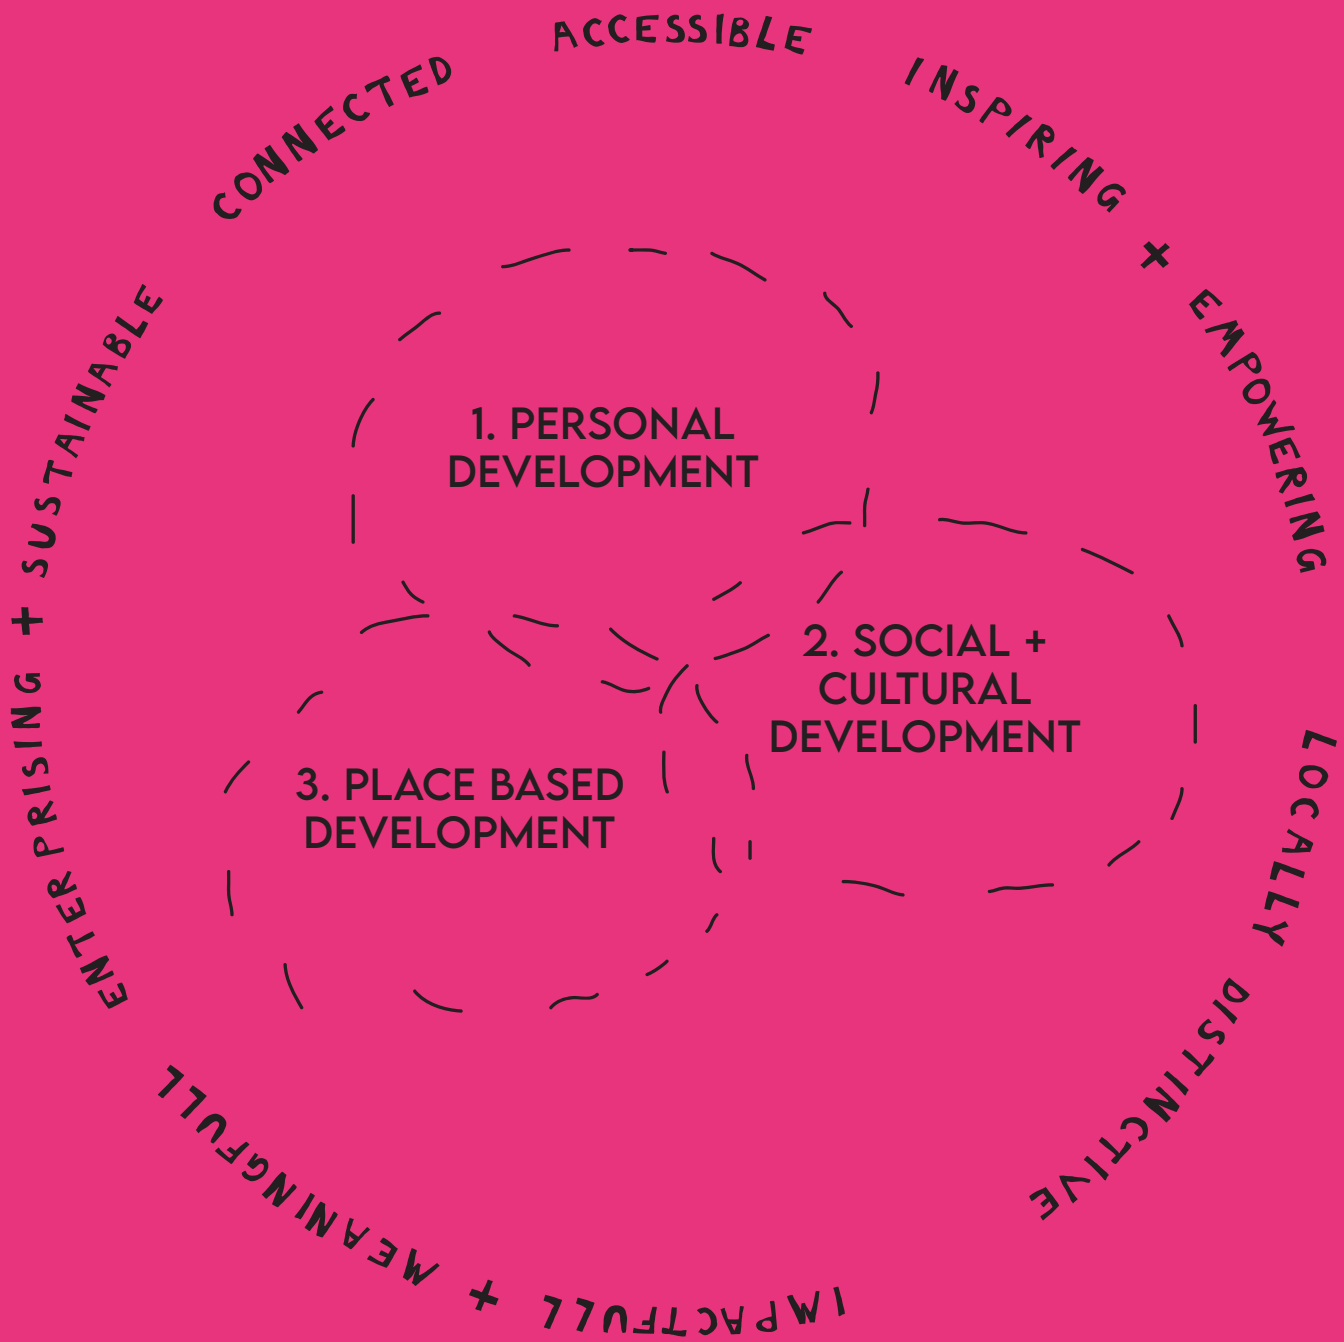 ACCESSIBLE
INSPIRING + EMPOWERING
LOCALLY DISTINCTIVE
IMPACTFULL + MEANINGFULL
ENTERPRISING + SUSTAINABLE
CONNECTED
1. PERSONAL
DEVELOPMENT
2. SOCIAL +
CULTURAL
DEVELOPMENT
3. PLACE BASED
DEVELOPMENT